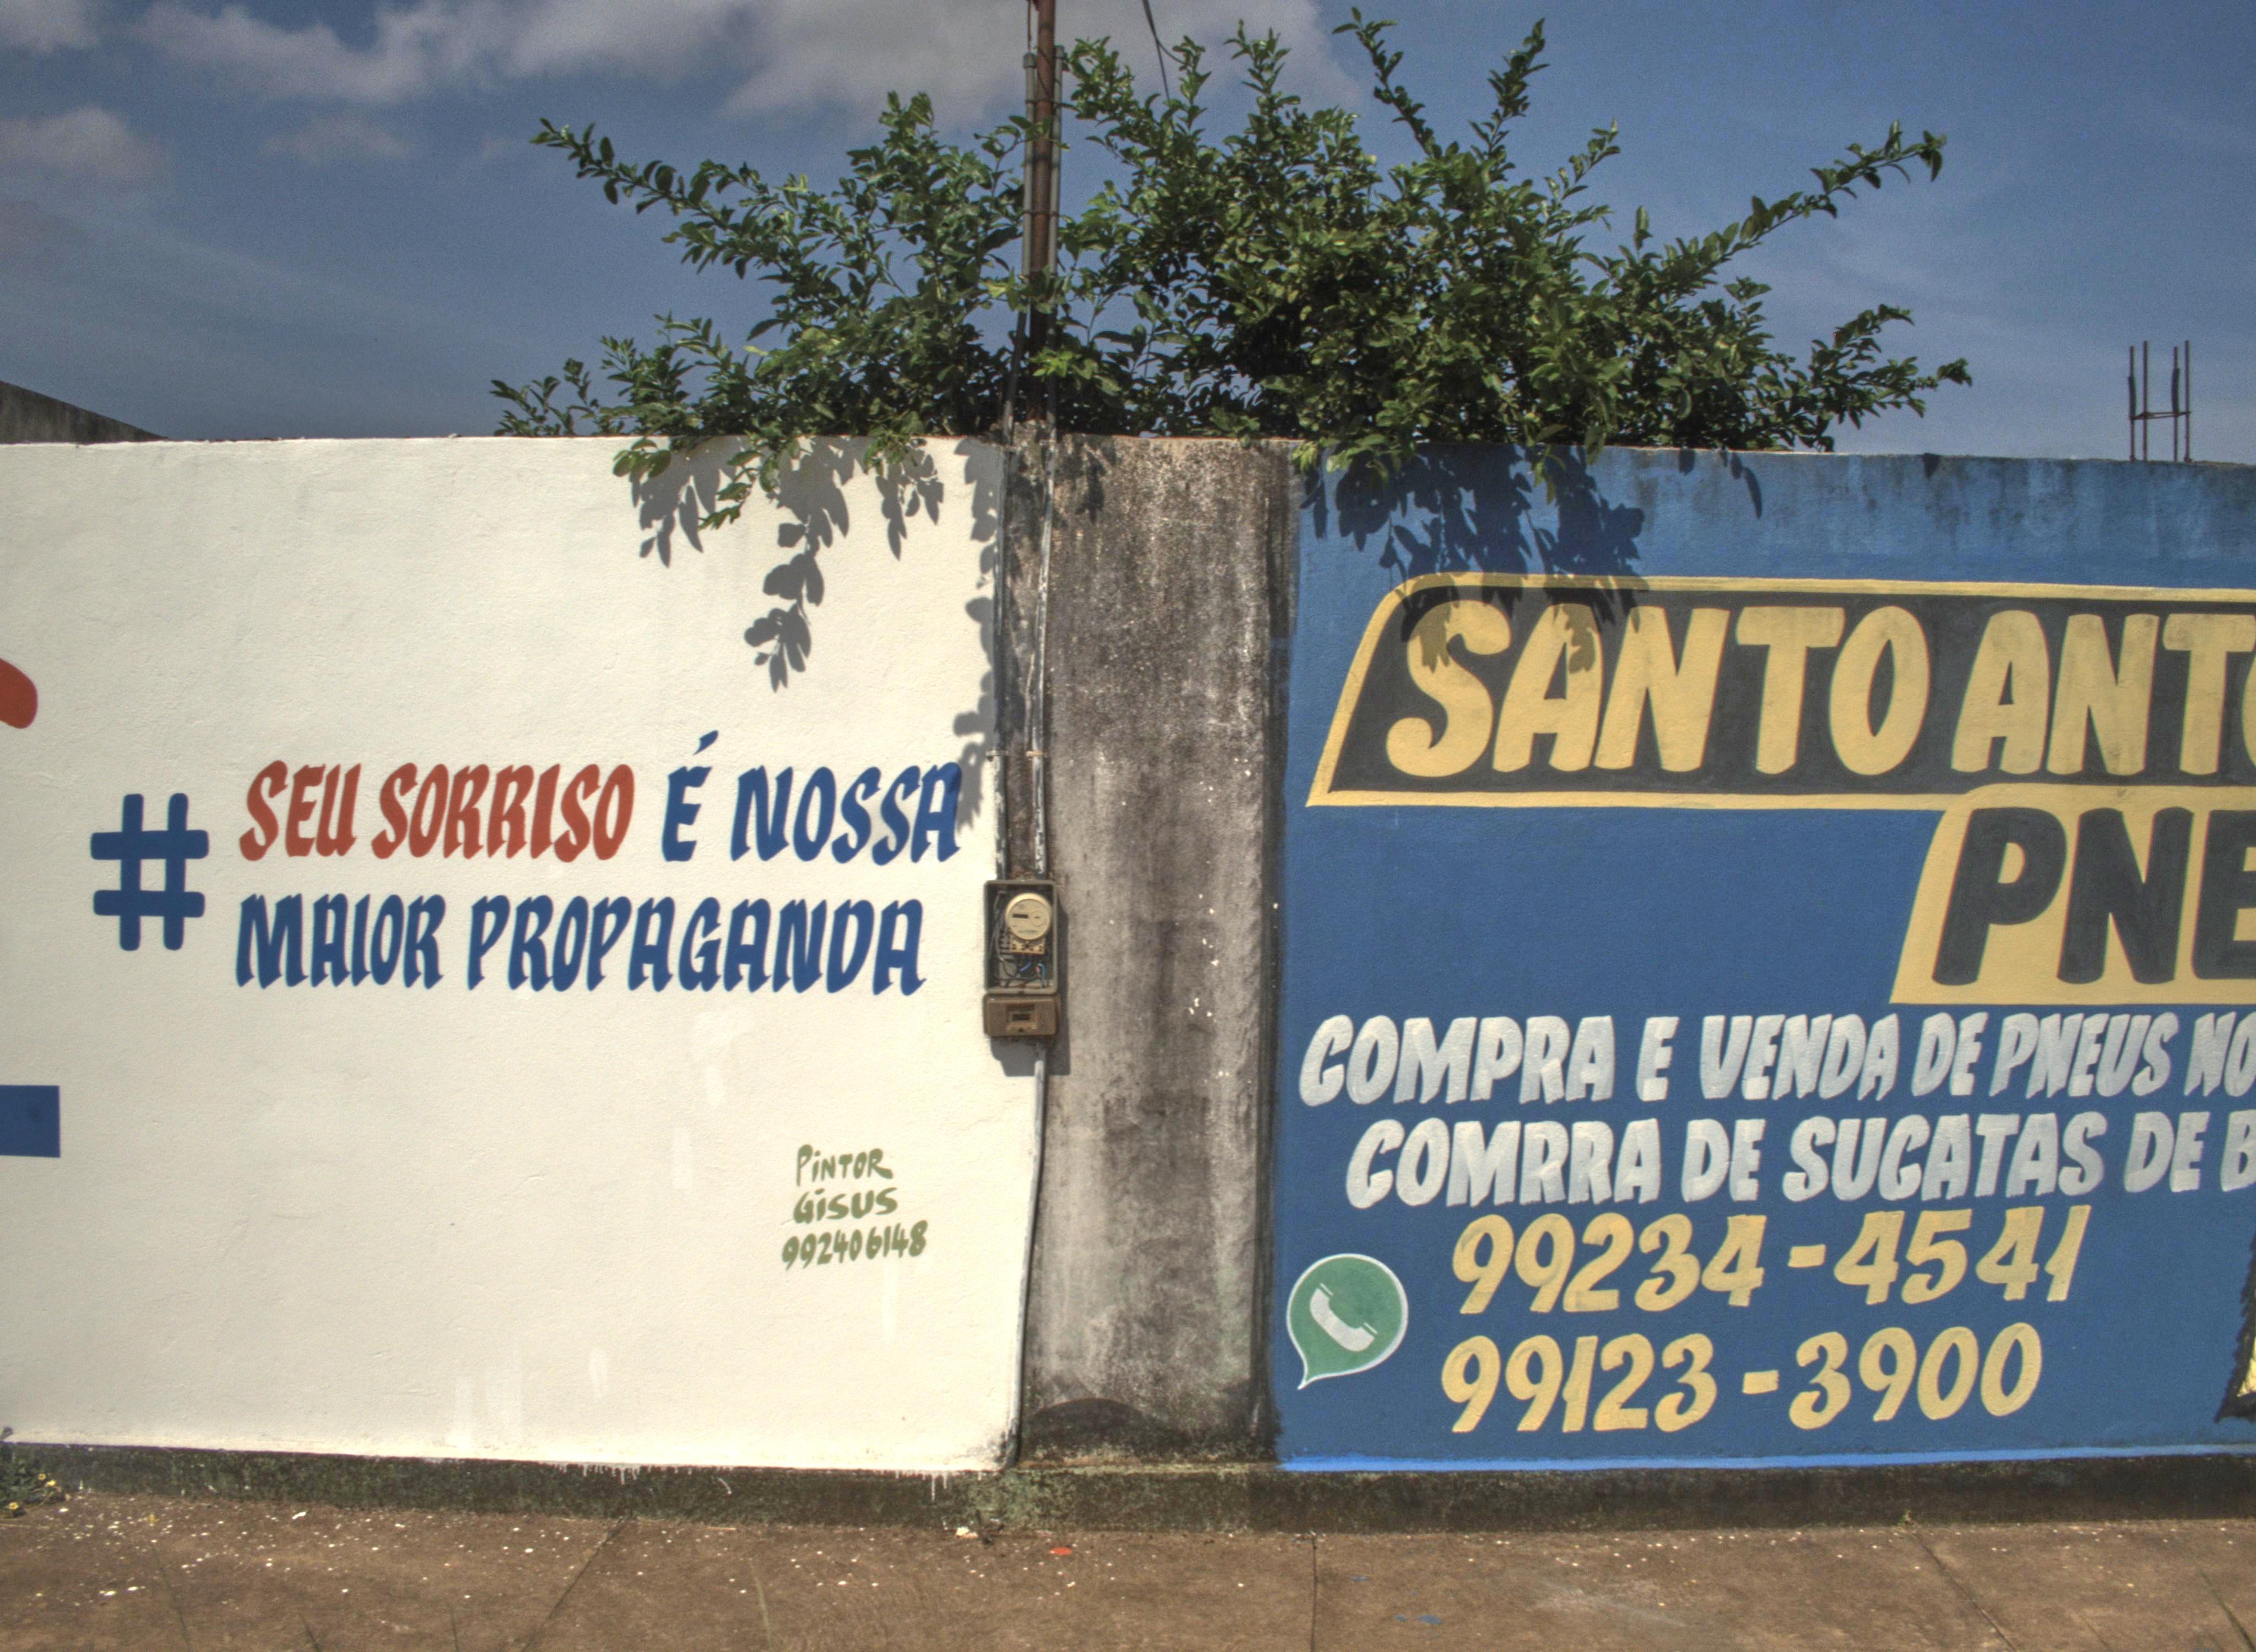 # SEU SORRISO É NOSSA
MAIOR PROPAGANDA
PINTOR
GISUS
992406148
SANTO ANTO
PNE
COMPRA E VENDA DE PNEUS NO
COMRRA DE SUCATAS DE B
99234-4541
99123-3900